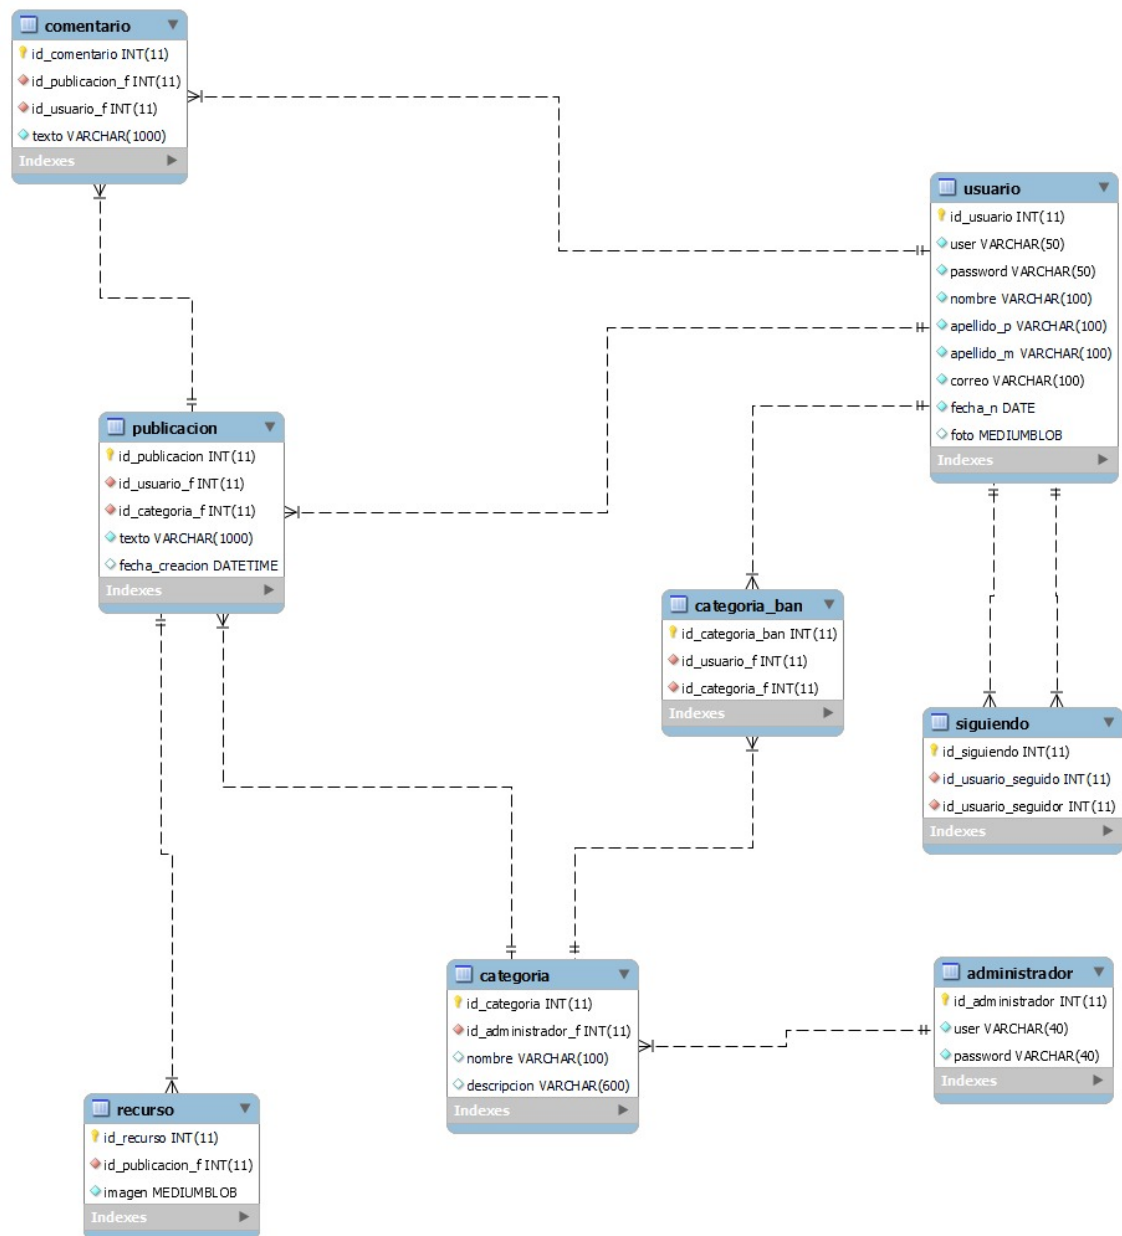 comentario
id_comentario INT(11)
id_publicacion_f INT(11)
id_usuario_f INT(11)
texto VARCHAR(1000)
Indexes
usuario
id_usuario INT(11)
user VARCHAR(50)
password VARCHAR(50)
nombre VARCHAR(100)
apellido_p VARCHAR(100)
apellido_m VARCHAR(100)
correo VARCHAR(100)
fecha_n DATE
foto MEDIUMBLOB
Indexes
publicacion
id_publicacion INT(11)
id_usuario_f INT(11)
id_categoria_f INT(11)
texto VARCHAR(1000)
fecha_creacion DATETIME
Indexes
categoria_ban
id_categoria_ban INT(11)
id_usuario_f INT(11)
id_categoria_f INT(11)
Indexes
siguiendo
id_siguiendo INT(11)
id_usuario_seguido INT(11)
id_usuario_seguidor INT(11)
Indexes
categoria
id_categoria INT(11)
id_administrador_f INT(11)
nombre VARCHAR(100)
descripcion VARCHAR(600)
Indexes
administrador
id_administrador INT(11)
user VARCHAR(40)
password VARCHAR(40)
Indexes
recurso
id_recurso INT(11)
id_publicacion_f INT(11)
imagen MEDIUMBLOB
Indexes